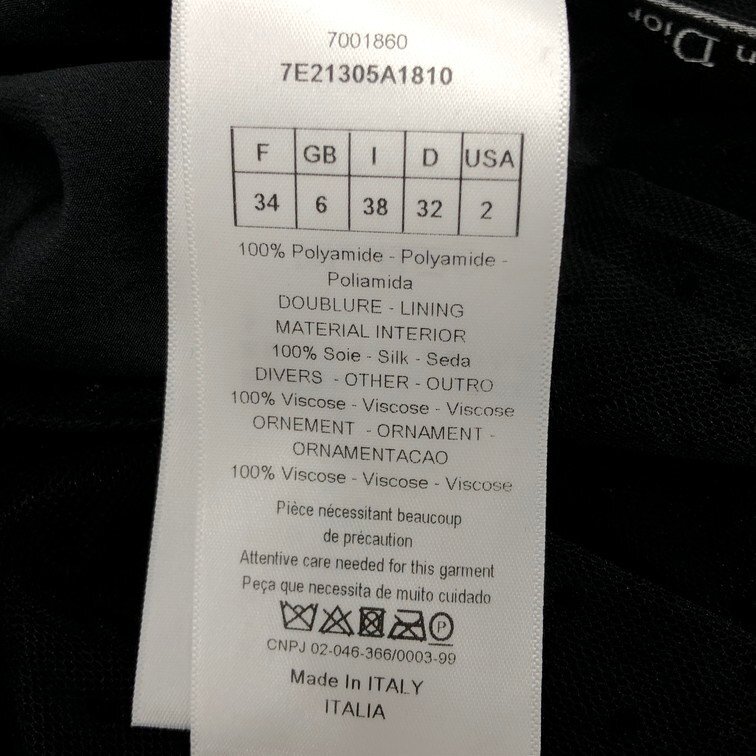 n Dior
7001860
7E21305A1810
F GB I D USA
34 6 38 32 2
100% Polyamide - Polyamide -
Poliamida
DOUBLURE - LINING
MATERIAL INTERIOR
100% Soie - Silk - Seda
DIVERS - OTHER - OUTRO
100% Viscose - Viscose - Viscose
ORNEMENT - ORNAMENT -
ORNAMENTACAO
100% Viscose - Viscose - Viscose
Pièce nécessitant beaucoup
de précaution
Attentive care needed for this garment
Peça que necessita de muito cuidado
P
CNPJ 02-046-366/0003-99
Made In ITALY
ITALIA